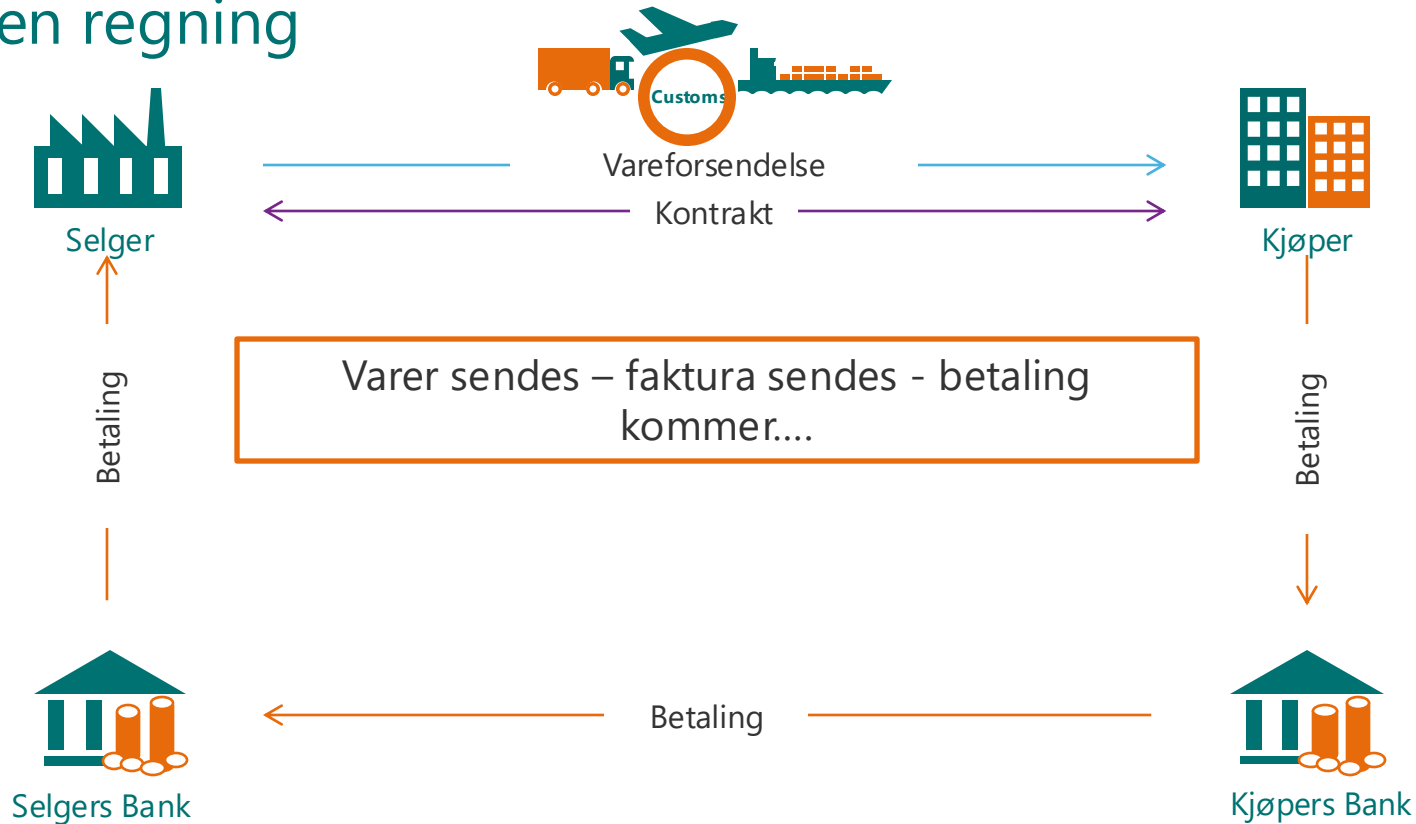 en regning
Customs
Vareforsendelse
Kontrakt
Selger
Kjøper
Varer sendes – faktura sendes - betaling
kommer....
Betaling
Betaling
Betaling
Selgers Bank
Kjøpers Bank